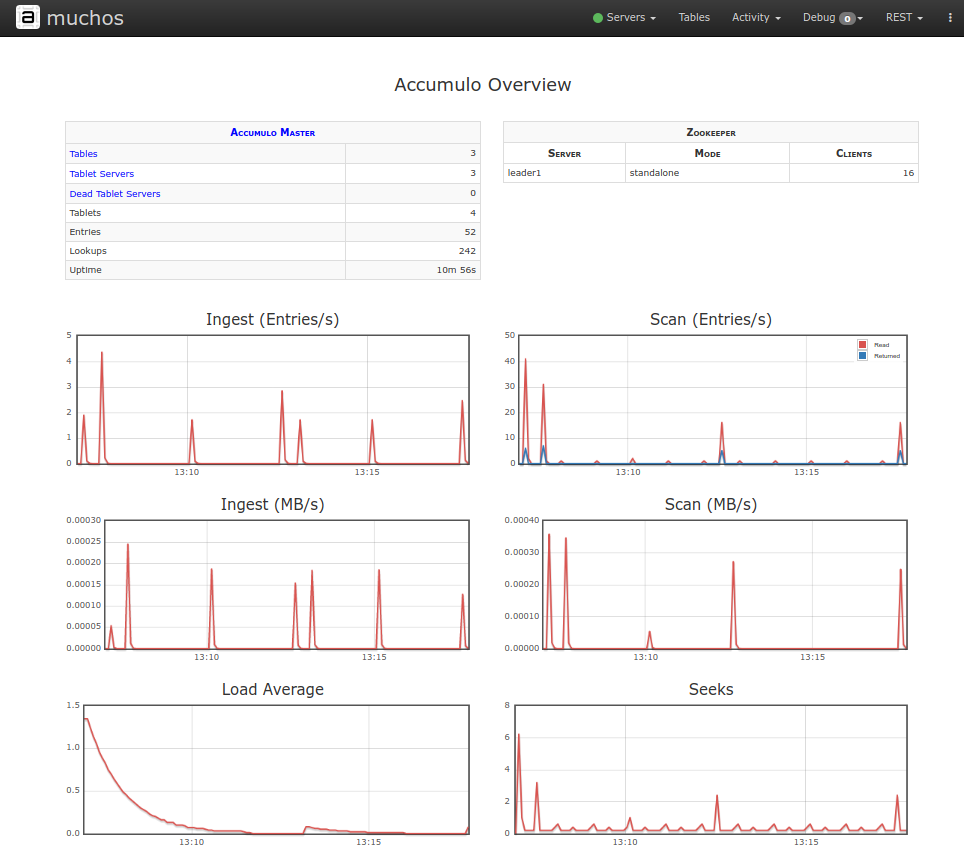 a muchos Servers Tables Activity Debug 0 REST
Accumulo Overview
Accumulo Master
Tables 3
Tablet Servers 3
Dead Tablet Servers 0
Tablets 4
Entries 52
Lookups 242
Uptime 10m 56s
Zookeeper
Server Mode Clients
leader1 standalone 16
Ingest (Entries/s)
5
4
3
2
1
0
13:10 13:15
Scan (Entries/s)
50
40
30
20
10
0
Read
Returned
13:10 13:15
Ingest (MB/s)
0.00030
0.00025
0.00020
0.00015
0.00010
0.00005
0.00000
13:10 13:15
Scan (MB/s)
0.00040
0.00030
0.00020
0.00010
0.00000
13:10 13:15
Load Average
1.5
1.0
0.5
0.0
13:10 13:15
Seeks
8
6
4
2
0
13:10 13:15